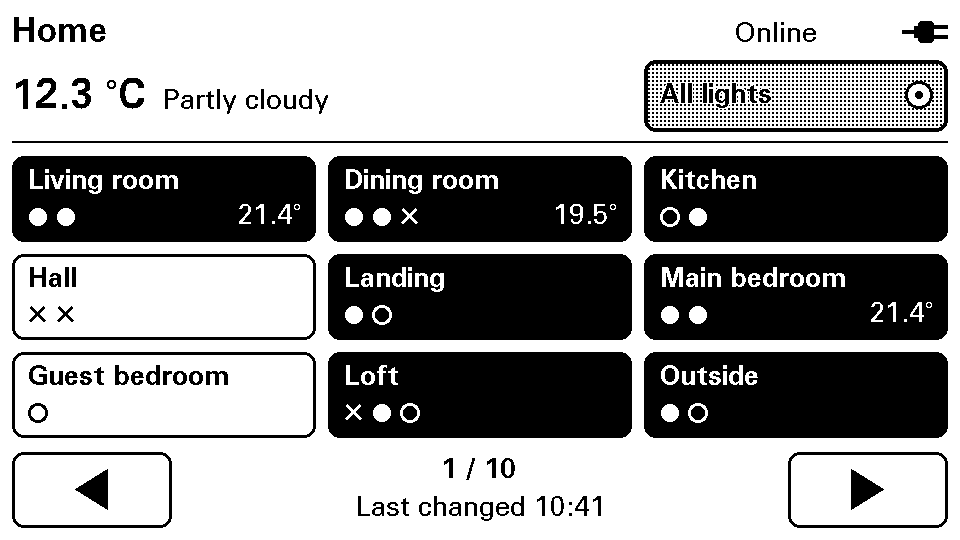 Home
Online
12.3 °C Partly cloudy
All lights
Living room
21.4°
Dining room
19.5°
Kitchen
Hall
Landing
Main bedroom
21.4°
Guest bedroom
Loft
Outside
1 / 10
Last changed 10:41